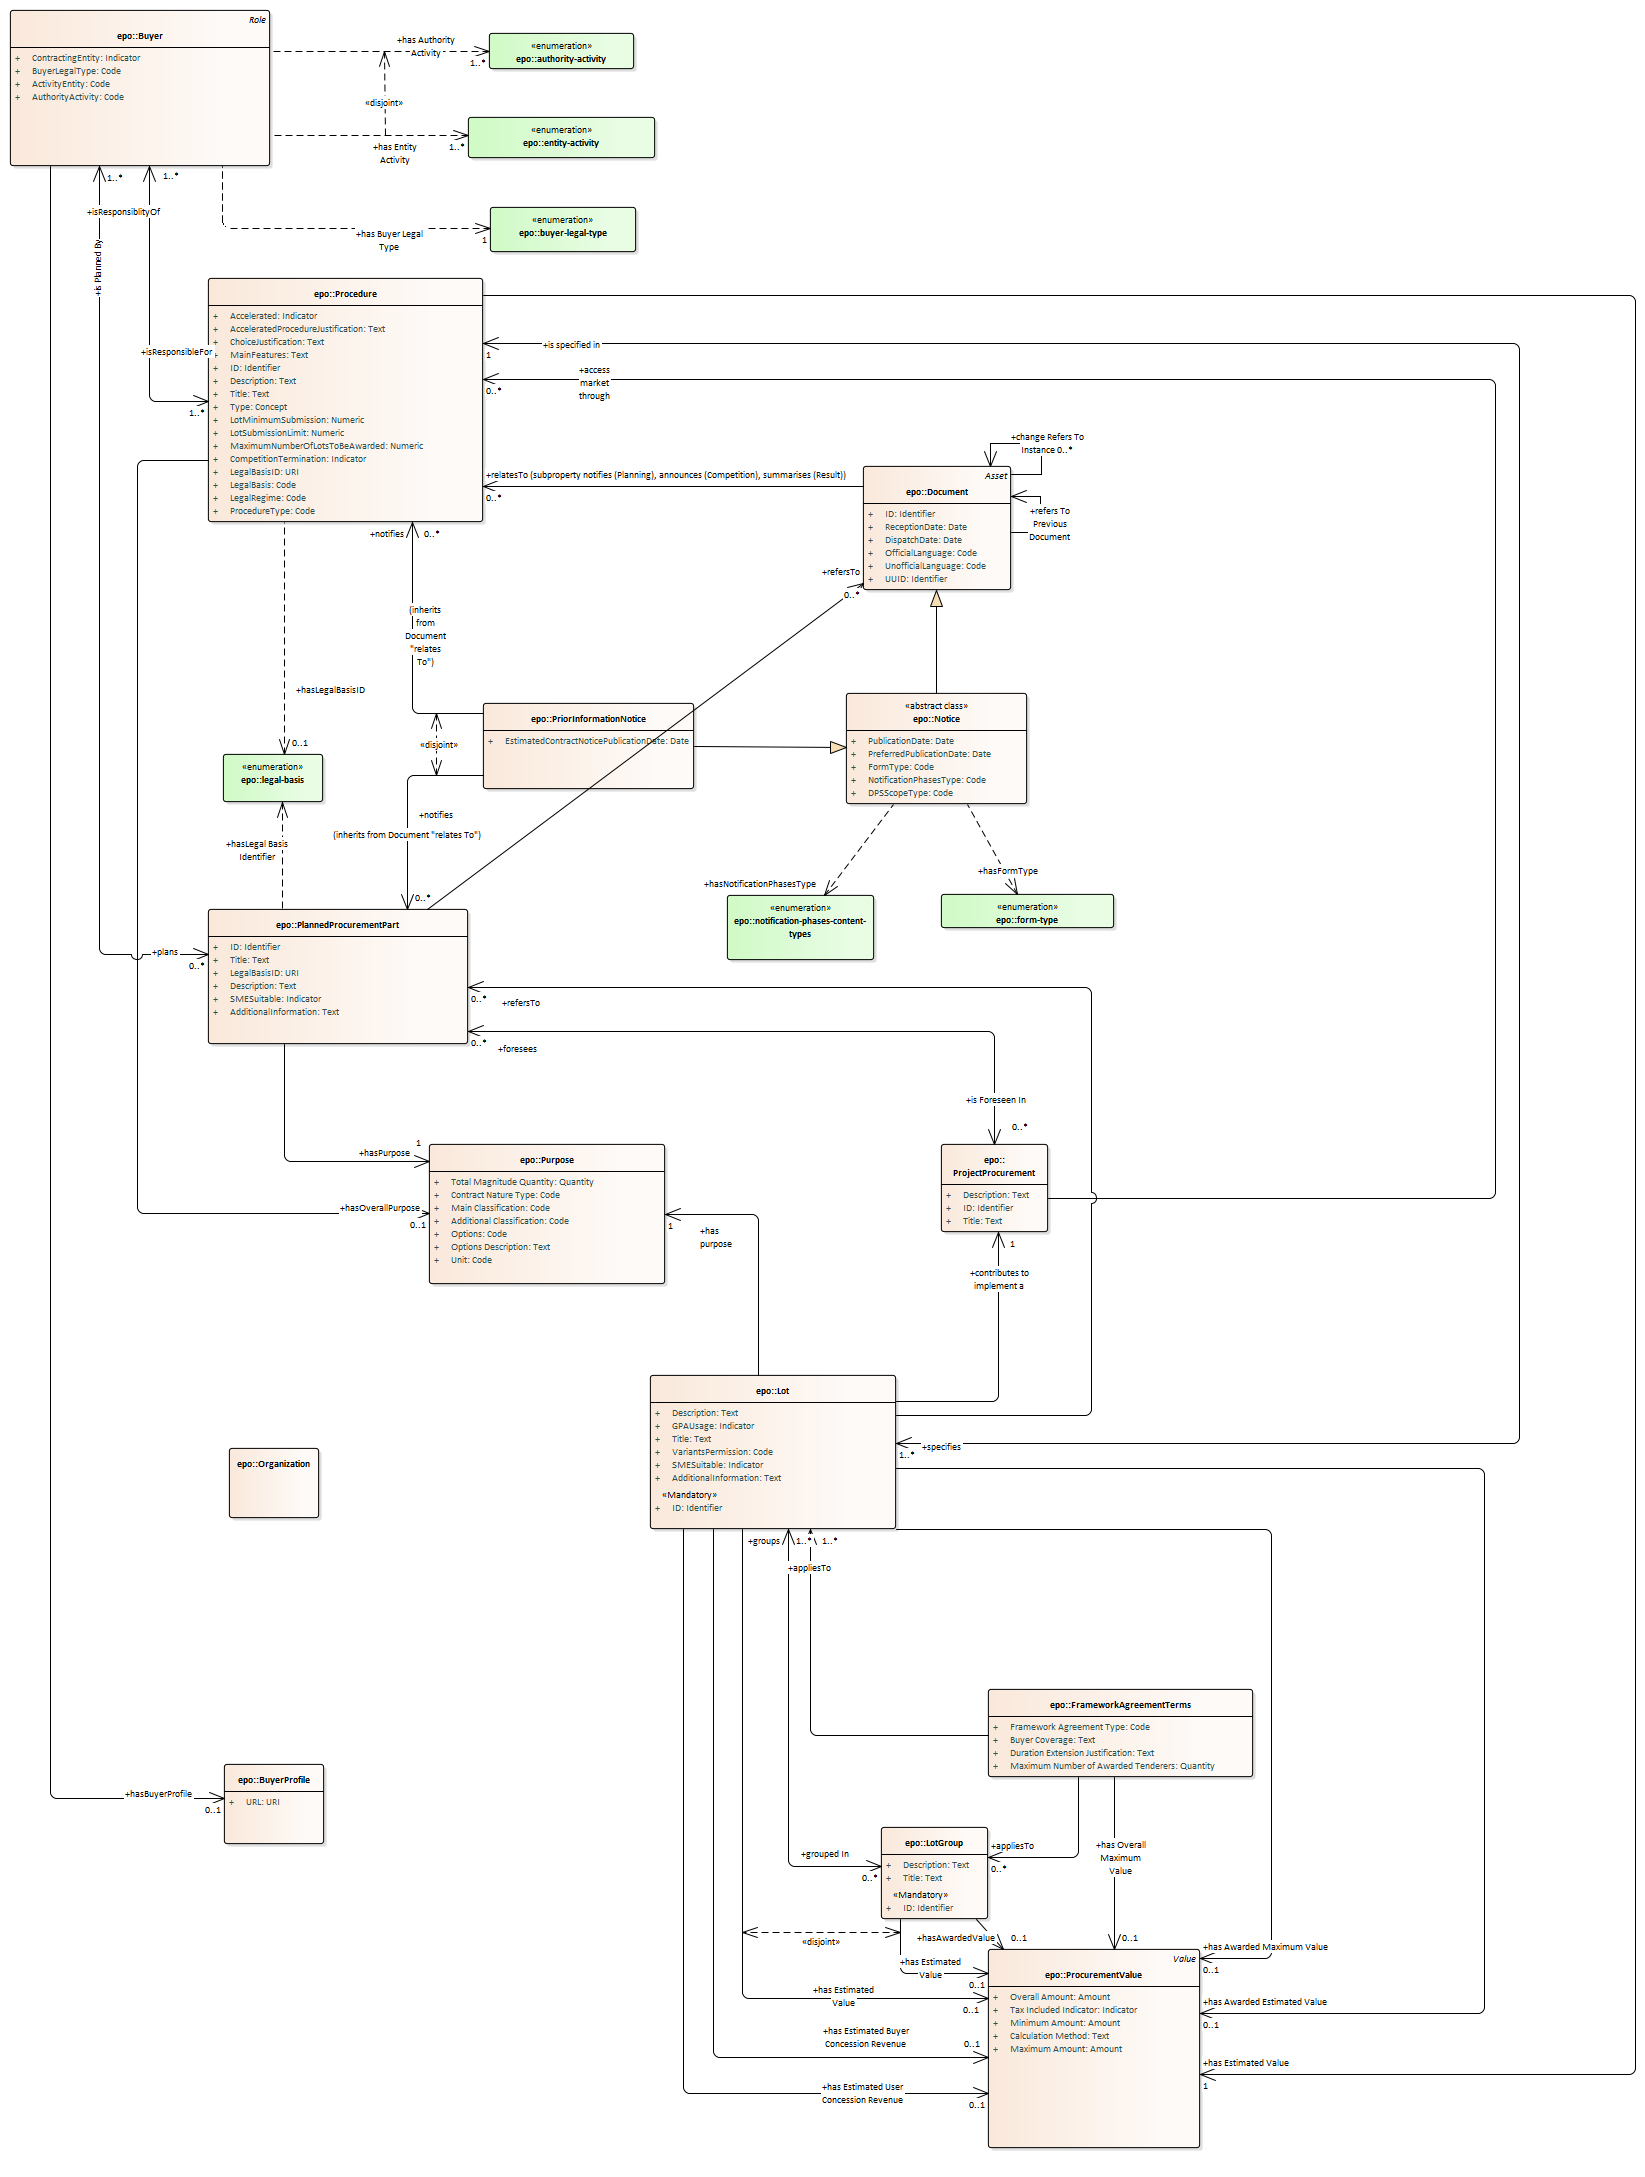 Role
epo::Buyer
+ ContractingEntity: Indicator
+ BuyerLegalType: Code
+ ActivityEntity: Code
+ AuthorityActivity: Code
+has Authority
Activity
1..*
«enumeration»
epo::authority-activity
«disjoint»
+has Entity
Activity
1..*
«enumeration»
epo::entity-activity
+has Buyer Legal
Type
1
«enumeration»
epo::buyer-legal-type
1..*
1..*
+isResponsiblityOf
+is Planned By
+isResponsibleFor
1..*
epo::Procedure
+ Accelerated: Indicator
+ AcceleratedProcedureJustification: Text
+ ChoiceJustification: Text
+ MainFeatures: Text
+ ID: Identifier
+ Description: Text
+ Title: Text
+ Type: Concept
+ LotMinimumSubmission: Numeric
+ LotSubmissionLimit: Numeric
+ MaximumNumberOfLotsToBeAwarded: Numeric
+ CompetitionTermination: Indicator
+ LegalBasisID: URI
+ LegalBasis: Code
+ LegalRegime: Code
+ ProcedureType: Code
+is specified in
1
+access
market
through
0..*
+change Refers To
Instance 0..*
+relatesTo (subproperty notifies (Planning), announces (Competition), summarises (Result))
0..*
Asset
epo::Document
+ ID: Identifier
+ ReceptionDate: Date
+ DispatchDate: Date
+ OfficialLanguage: Code
+ UnofficialLanguage: Code
+ UUID: Identifier
+refers To
Previous
Document
+notifies
0..*
+refersTo
0..*
(inherits
from
Document
"relates
To")
+hasLegalBasisID
0..1
«enumeration»
epo::legal-basis
+hasLegal Basis
Identifier
«disjoint»
epo::PriorInformationNotice
+ EstimatedContractNoticePublicationDate: Date
«abstract class»
epo::Notice
+ PublicationDate: Date
+ PreferredPublicationDate: Date
+ FormType: Code
+ NotificationPhasesType: Code
+ DPSScopeType: Code
+notifies
(inherits from Document "relates To")
0..*
+hasNotificationPhasesType
+hasFormType
«enumeration»
epo::notification-phases-content-
types
«enumeration»
epo::form-type
+plans
0..*
epo::PlannedProcurementPart
+ ID: Identifier
+ Title: Text
+ LegalBasisID: URI
+ Description: Text
+ SMESuitable: Indicator
+ AdditionalInformation: Text
0..*
+refersTo
0..*
+foresees
+is Foreseen In
0..*
epo::
ProjectProcurement
+ Description: Text
+ ID: Identifier
+ Title: Text
1
+hasPurpose
+hasOverallPurpose
0..1
epo::Purpose
+ Total Magnitude Quantity: Quantity
+ Contract Nature Type: Code
+ Main Classification: Code
+ Additional Classification: Code
+ Options: Code
+ Options Description: Text
+ Unit: Code
1
+has
purpose
1
+contributes to
implement a
epo::Lot
+ Description: Text
+ GPAUsage: Indicator
+ Title: Text
+ VariantsPermission: Code
+ SMESuitable: Indicator
+ AdditionalInformation: Text
«Mandatory»
+ ID: Identifier
+specifies
1..*
epo::Organization
+groups
1..*
1..*
+appliesTo
epo::FrameworkAgreementTerms
+ Framework Agreement Type: Code
+ Buyer Coverage: Text
+ Duration Extension Justification: Text
+ Maximum Number of Awarded Tenderers: Quantity
+hasBuyerProfile
0..1
epo::BuyerProfile
+ URL: URI
+grouped In
0..*
epo::LotGroup
+ Description: Text
+ Title: Text
«Mandatory»
+ ID: Identifier
+appliesTo
0..*
+has Overall
Maximum
Value
0..1
«disjoint»
+hasAwardedValue
0..1
+has Estimated
Value
0..1
+has Estimated
Value
0..1
+has Estimated Buyer
Concession Revenue
0..1
+has Estimated User
Concession Revenue
0..1
Value
epo::ProcurementValue
+ Overall Amount: Amount
+ Tax Included Indicator: Indicator
+ Minimum Amount: Amount
+ Calculation Method: Text
+ Maximum Amount: Amount
+has Awarded Maximum Value
0..1
+has Awarded Estimated Value
0..1
+has Estimated Value
1